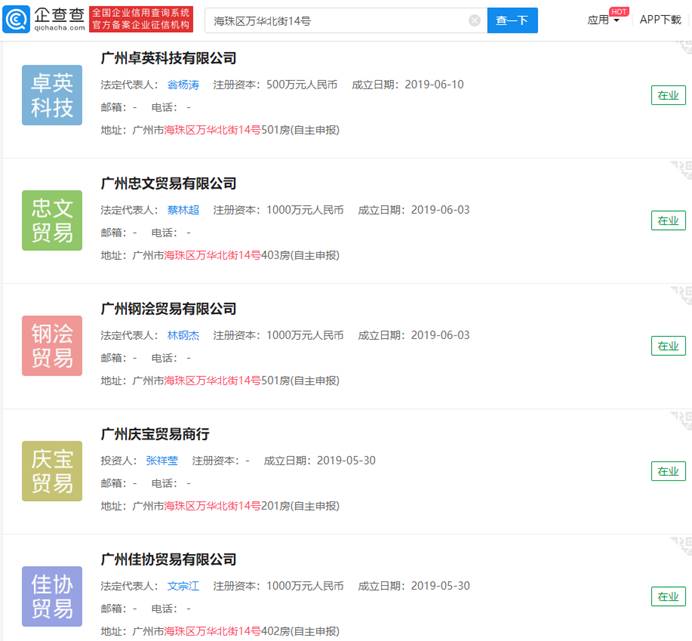 企查查
qichacha.com
全国企业信用查询系统
官方备案企业征信机构
海珠区万华北街14号
查一下
应用
HOT
APP下载
卓英
科技
广州卓英科技有限公司
法定代表人： 翁杨涛 注册资本：500万元人民币 成立日期：2019-06-10
邮箱：- 电话： -
地址：广州市海珠区万华北街14号501房(自主申报)
在业
忠文
贸易
广州忠文贸易有限公司
法定代表人： 蔡林超 注册资本：1000万元人民币 成立日期：2019-06-03
邮箱：- 电话： -
地址：广州市海珠区万华北街14号403房(自主申报)
在业
钢浍
贸易
广州钢浍贸易有限公司
法定代表人： 林钢杰 注册资本：1000万元人民币 成立日期：2019-06-03
邮箱：- 电话： -
地址：广州市海珠区万华北街14号501房(自主申报)
在业
庆宝
贸易
广州庆宝贸易商行
投资人： 张祥莹 注册资本：- 成立日期：2019-05-30
邮箱：- 电话： -
地址：广州市海珠区万华北街14号201房(自主申报)
在业
佳协
贸易
广州佳协贸易有限公司
法定代表人： 文宗江 注册资本：1000万元人民币 成立日期：2019-05-30
邮箱：- 电话： -
地址：广州市海珠区万华北街14号402房(自主申报)
在业